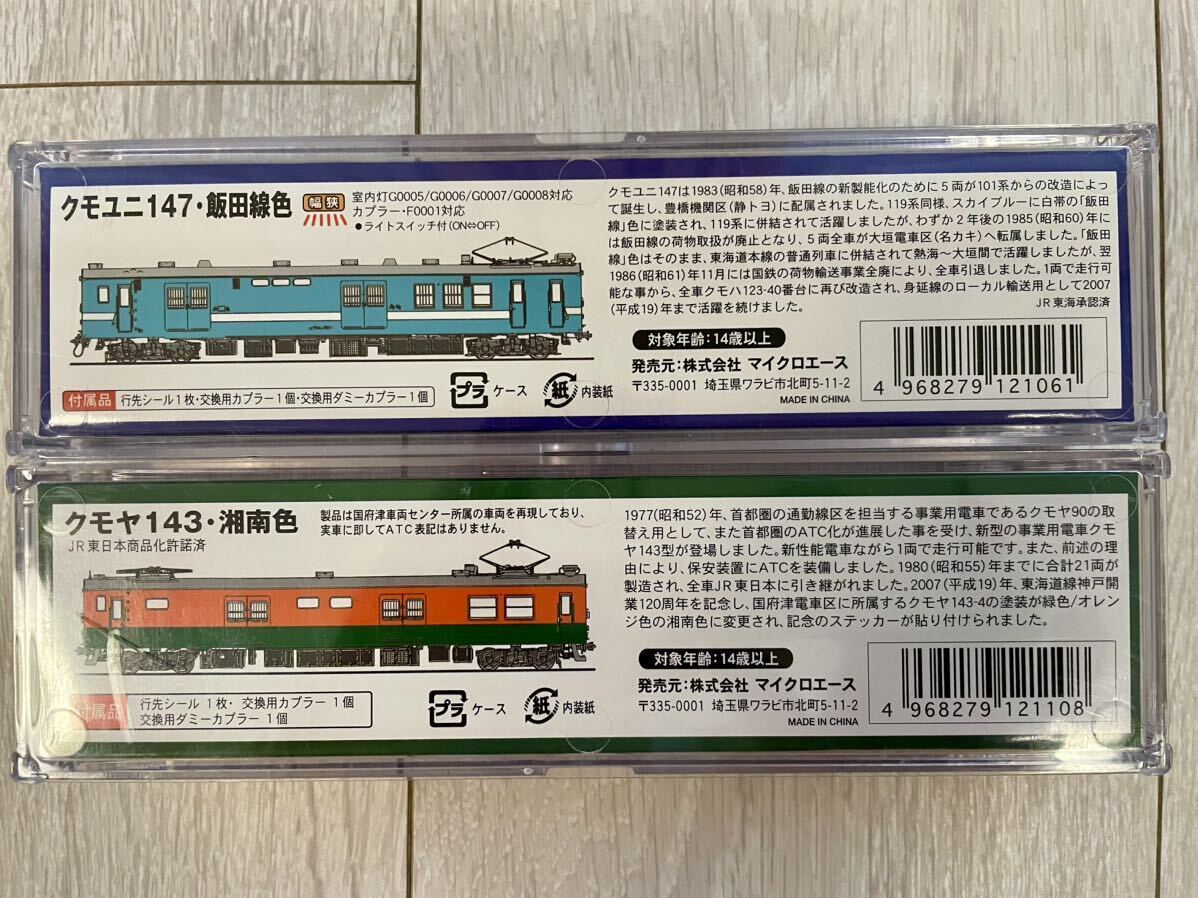 クモユニ147・飯田線色
幅狭
室内灯G0005/G0006/G0007/G0008対応
カプラー・F0001対応
●ライトスイッチ付(ON⇔OFF)
付属品 行先シール1枚・交換用カプラー1個・交換用ダミーカプラー1個
プラ ケース 紙 内装紙
クモユニ147は1983(昭和58)年、飯田線の新製能化のために5両が101系からの改造によっ
て誕生し、豊橋機関区(静トヨ)に配属されました。119系同様、スカイブルーに白帯の「飯田
線」色に塗装され、119系に併結されて活躍しましたが、わずか2年後の1985(昭和60)年に
は飯田線の荷物取扱が廃止となり、5両全車が大垣電車区(名カキ)へ転属しました。「飯田
線」色はそのまま、東海道本線の普通列車に併結されて熱海〜大垣間で活躍しましたが、翌
1986(昭和61)年11月には国鉄の荷物輸送事業全廃により、全車引退しました。1両で走行可
能な事から、全車クモハ123-40番台に再び改造され、身延線のローカル輸送用として2007
(平成19)年まで活躍を続けました。
JR東海承認済
対象年齢:14歳以上
発売元:株式会社 マイクロエース
〒335-0001 埼玉県ワラビ市北町5-11-2
MADE IN CHINA
4 968279 121061
クモヤ143・湘南色
JR東日本商品化許諾済
製品は国府津車両センター所属の車両を再現しており、
実車に即してATC表記はありません。
付属品 行先シール 1枚・ 交換用カプラー 1個
交換用ダミーカプラー 1個
プラ ケース 紙 内装紙
1977(昭和52)年、首都圏の通勤線区を担当する事業用電車であるクモヤ90の取
替え用として、また首都圏のATC化が進展した事を受け、新型の事業用電車クモ
ヤ143型が登場しました。新性能電車ながら1両で走行可能です。また、前述の理
由により、保安装置にATCを装備しました。1980(昭和55)年までに合計21両が
製造され、全車JR東日本に引き継がれました。2007(平成19)年、東海道線神戸開
業120周年を記念し、国府津電車区に所属するクモヤ143-4の塗装が緑色/オレン
ジ色の湘南色に変更され、記念のステッカーが貼り付けられました。
対象年齢:14歳以上
発売元:株式会社 マイクロエース
〒335-0001 埼玉県ワラビ市北町5-11-2
MADE IN CHINA
4 968279 121108